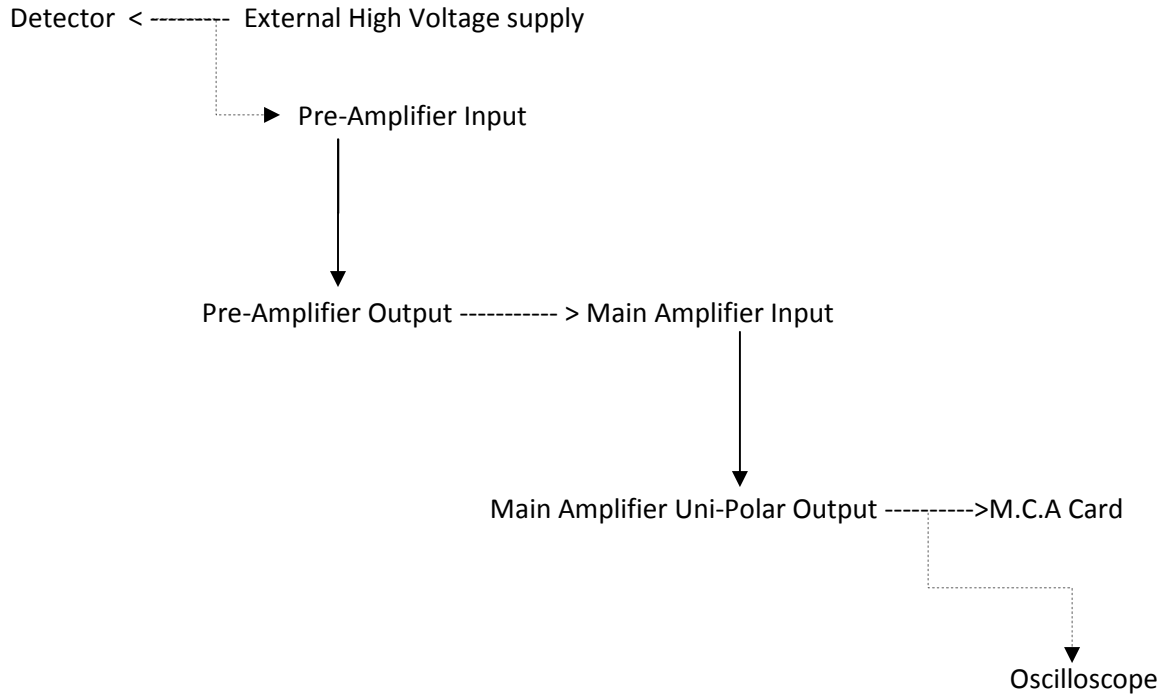 Detector < --------- External High Voltage supply
Pre-Amplifier Input
Pre-Amplifier Output ----------- > Main Amplifier Input
Main Amplifier Uni-Polar Output ---------->M.C.A Card
Oscilloscope